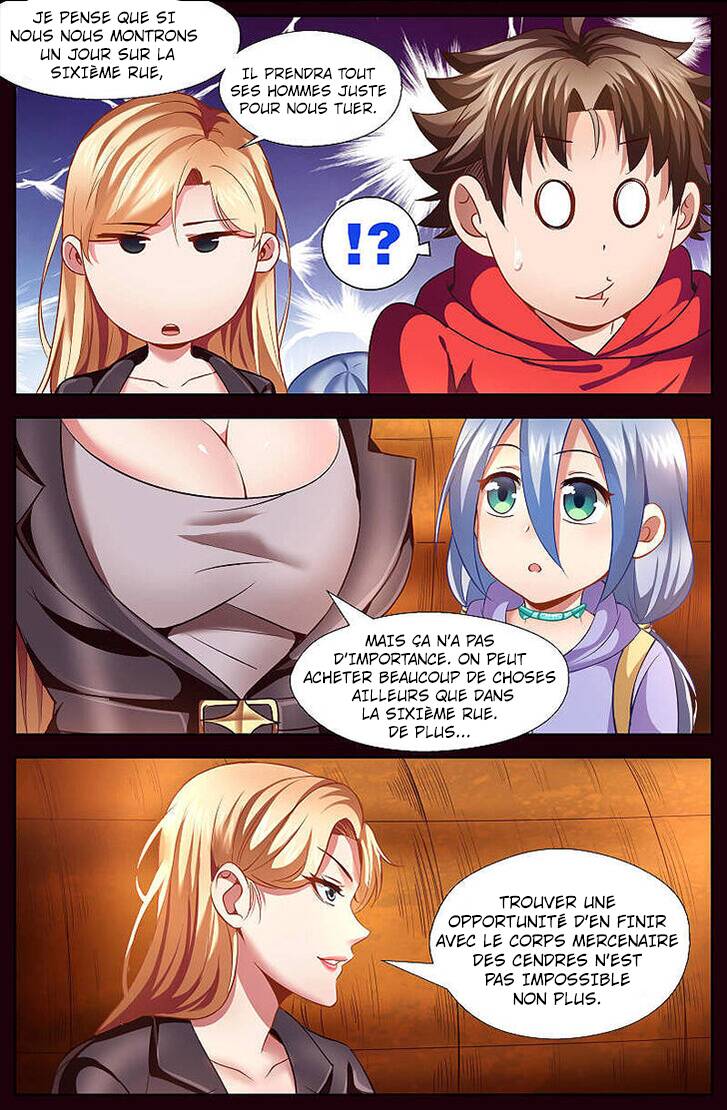 JE PENSE QUE SI
NOUS NOUS MONTRONS
UN JOUR SUR LA
SIXIÈME RUE,
IL PRENDRA TOUT
SES HOMMES JUSTE
POUR NOUS TUER.
!?
MAIS ÇA N'A PAS
D'IMPORTANCE. ON PEUT
ACHETER BEAUCOUP DE CHOSES
AILLEURS QUE DANS
LA SIXIÈME RUE.
DE PLUS...
TROUVER UNE
OPPORTUNITÉ D'EN FINIR
AVEC LE CORPS MERCENAIRE
DES CENDRES N'EST
PAS IMPOSSIBLE
NON PLUS.